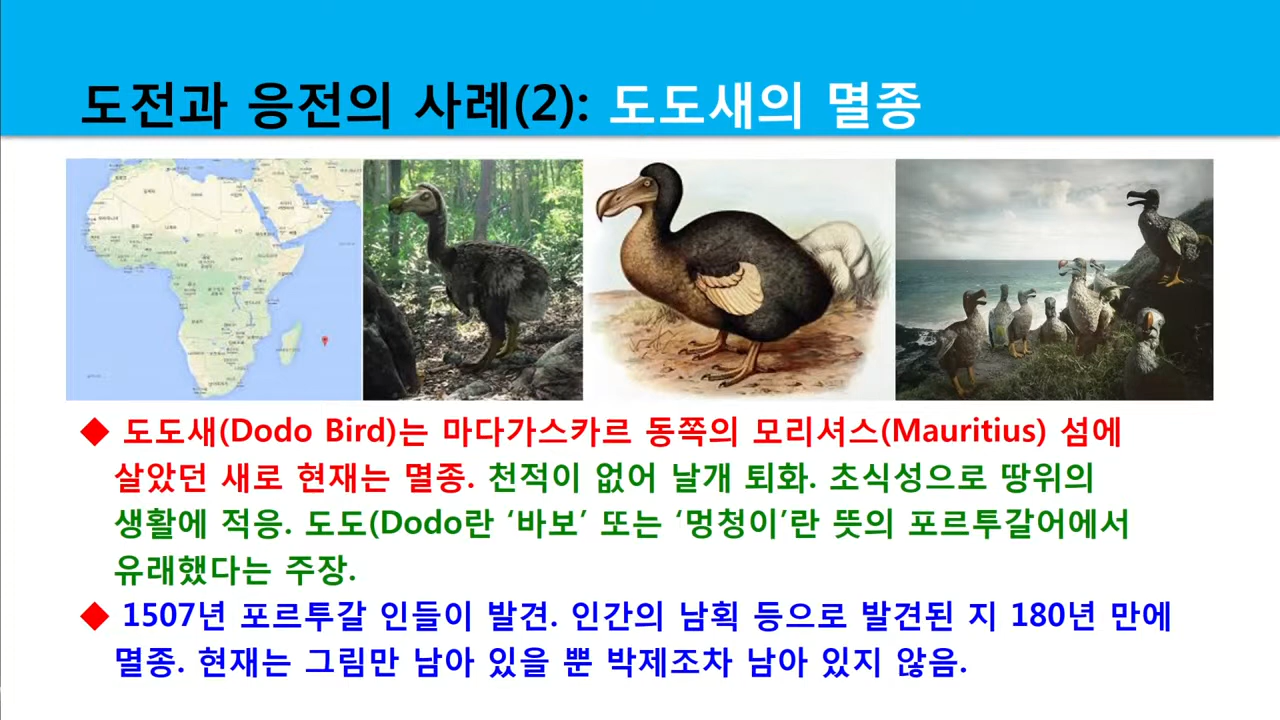 도전과 응전의 사례(2): 도도새의 멸종
◆ 도도새(Dodo Bird)는 마다가스카르 동쪽의 모리셔스(Mauritius) 섬에
살았던 새로 현재는 멸종. 천적이 없어 날개 퇴화. 초식성으로 땅위의
생활에 적응. 도도(Dodo란 ‘바보’ 또는 ‘멍청이’란 뜻의 포르투갈어에서
유래했다는 주장.
◆ 1507년 포르투갈 인들이 발견. 인간의 남획 등으로 발견된 지 180년 만에
멸종. 현재는 그림만 남아 있을 뿐 박제조차 남아 있지 않음.